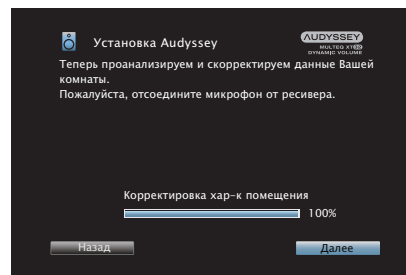 Установка Audyssey
AUDYSSEY
MULTEQ XT32
DYNAMIC VOLUME
Теперь проанализируем и скорректируем данные Вашей
комнаты.
Пожалуйста, отсоедините микрофон от ресивера.
Корректировка хар-к помещения
100%
Назад
Далее